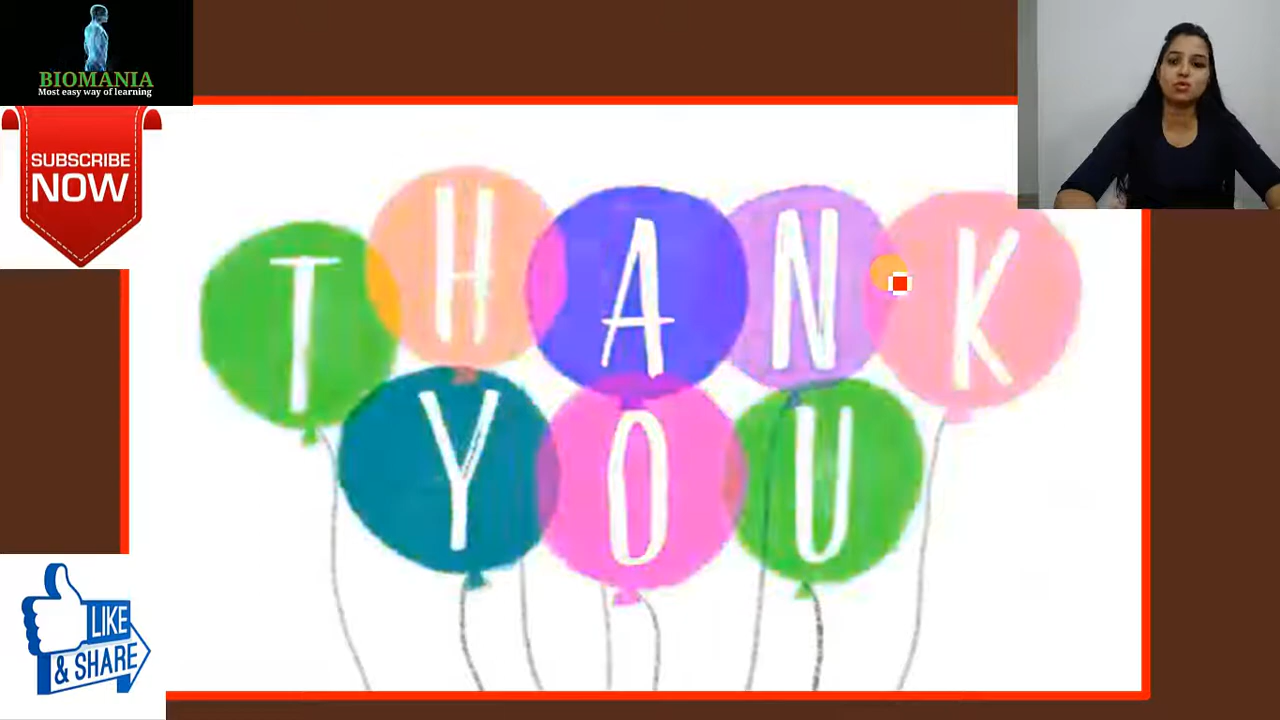 BIOMANIA
Most easy way of learning
SUBSCRIBE
NOW
THANK
YOU
LIKE
& SHARE